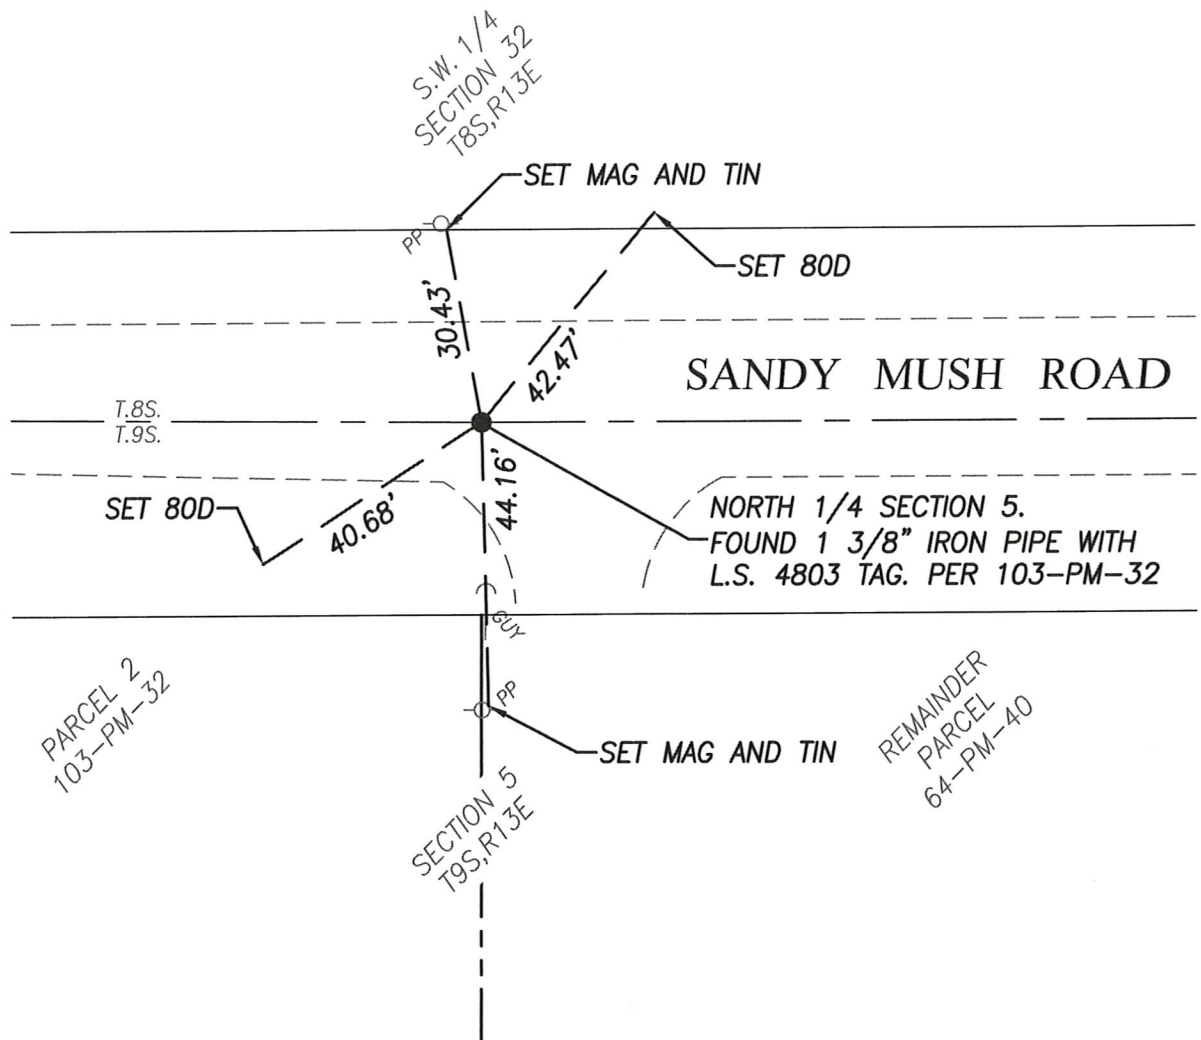 S.W. 1/4
SECTION 32
T8S,R13E
SET MAG AND TIN
PP
SET 80D
30.43'
42.47'
SANDY MUSH ROAD
T.8S.
T.9S.
44.16'
SET 80D
40.68'
NORTH 1/4 SECTION 5.
FOUND 1 3/8" IRON PIPE WITH
L.S. 4803 TAG. PER 103-PM-32
GUY
PP
PARCEL 2
103-PM-32
REMAINDER
PARCEL
64-PM-40
SET MAG AND TIN
SECTION 5
T9S,R13E